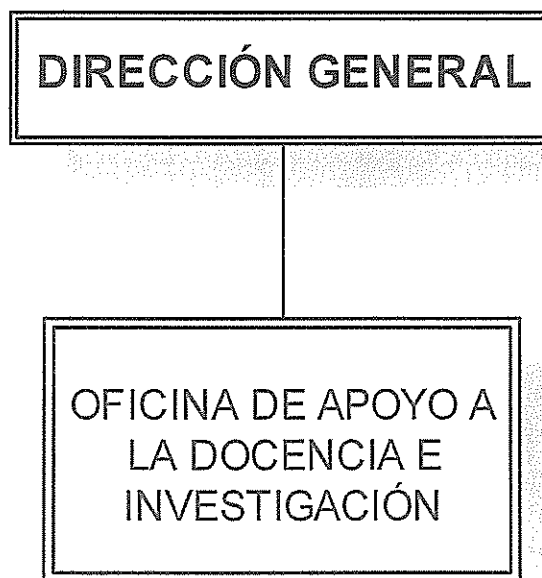 DIRECCIÓN GENERAL
OFICINA DE APOYO A
LA DOCENCIA E
INVESTIGACIÓN